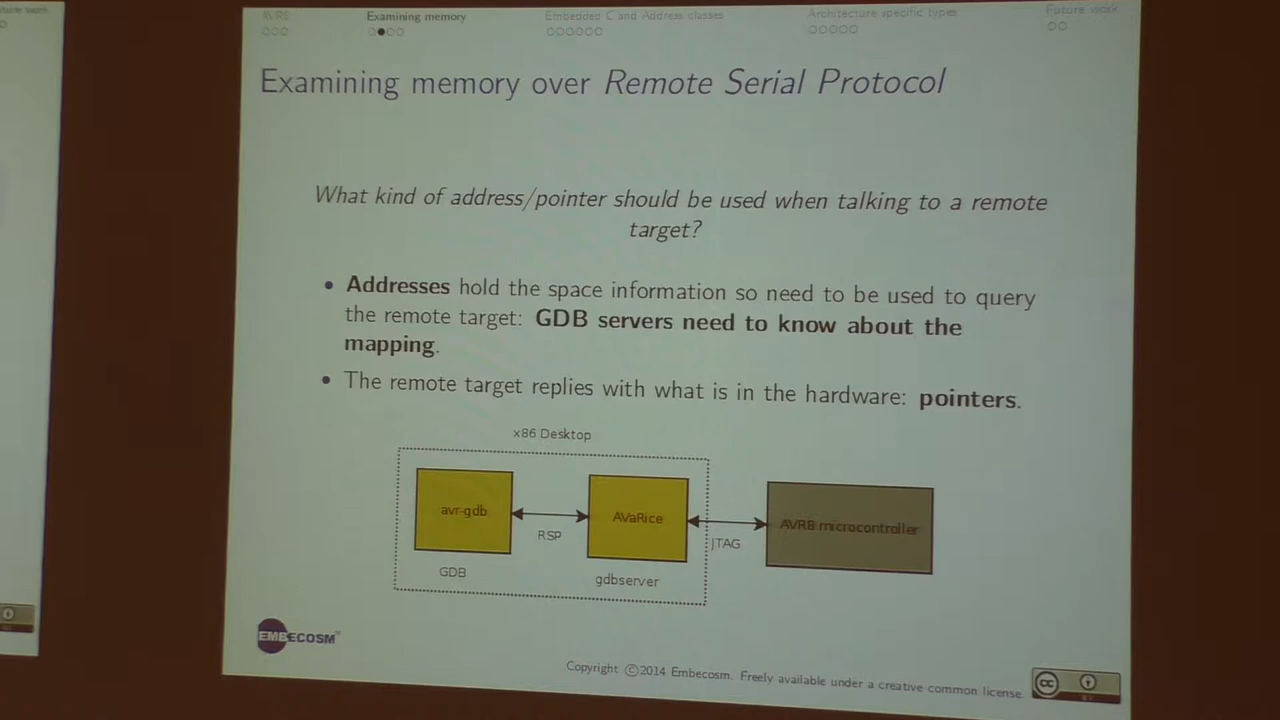 AVR8
Examining memory
Embedded C and Address classes
Architecture specific types
Future work
Examining memory over Remote Serial Protocol
What kind of address/pointer should be used when talking to a remote
target?
• Addresses hold the space information so need to be used to query
the remote target: GDB servers need to know about the
mapping.
• The remote target replies with what is in the hardware: pointers.
x86 Desktop
avr-gdb
AVaRice
AVR8 microcontroller
RSP
JTAG
GDB
gdbserver
EMBECOSM™
Copyright ©2014 Embecosm. Freely available under a creative common license.
cc